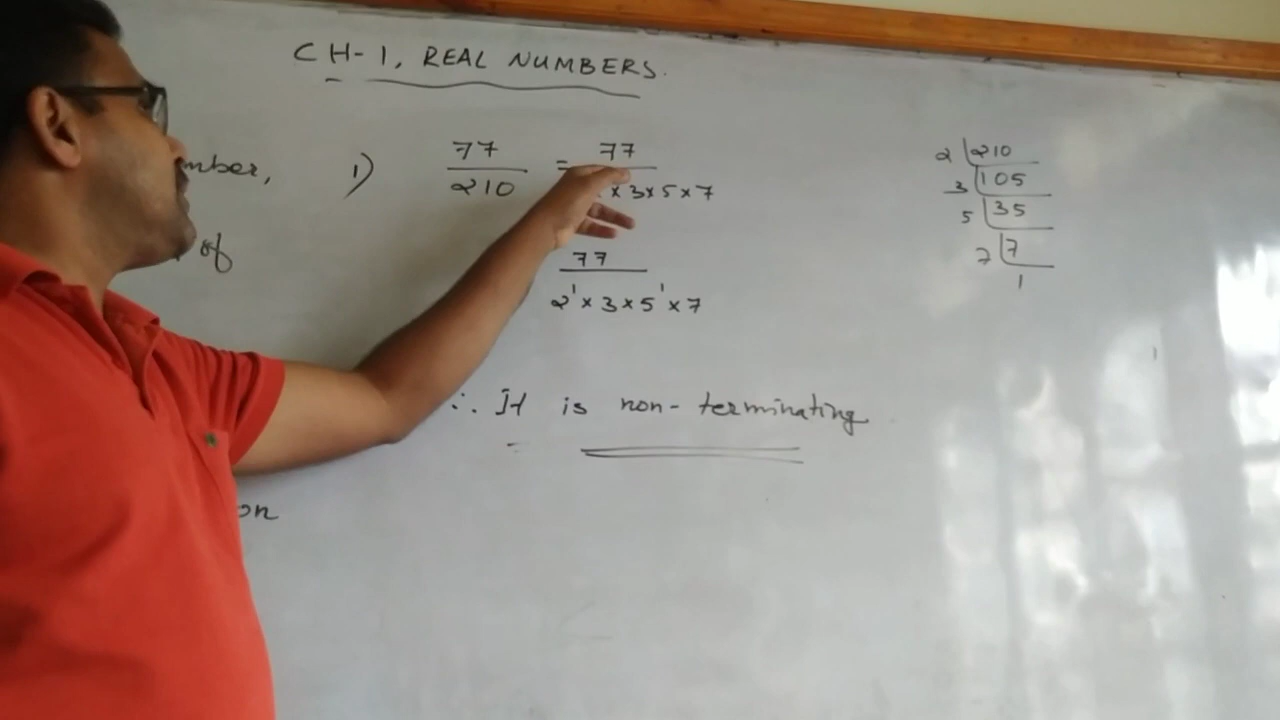 CH-1, REAL NUMBERS.
mber, 1) 77/210 = 77/ ×3×5×7
of
77/2¹×3×5¹×7
∴ It is non-terminating
on
2 |210
3 |105
5 |35
7 |7
1